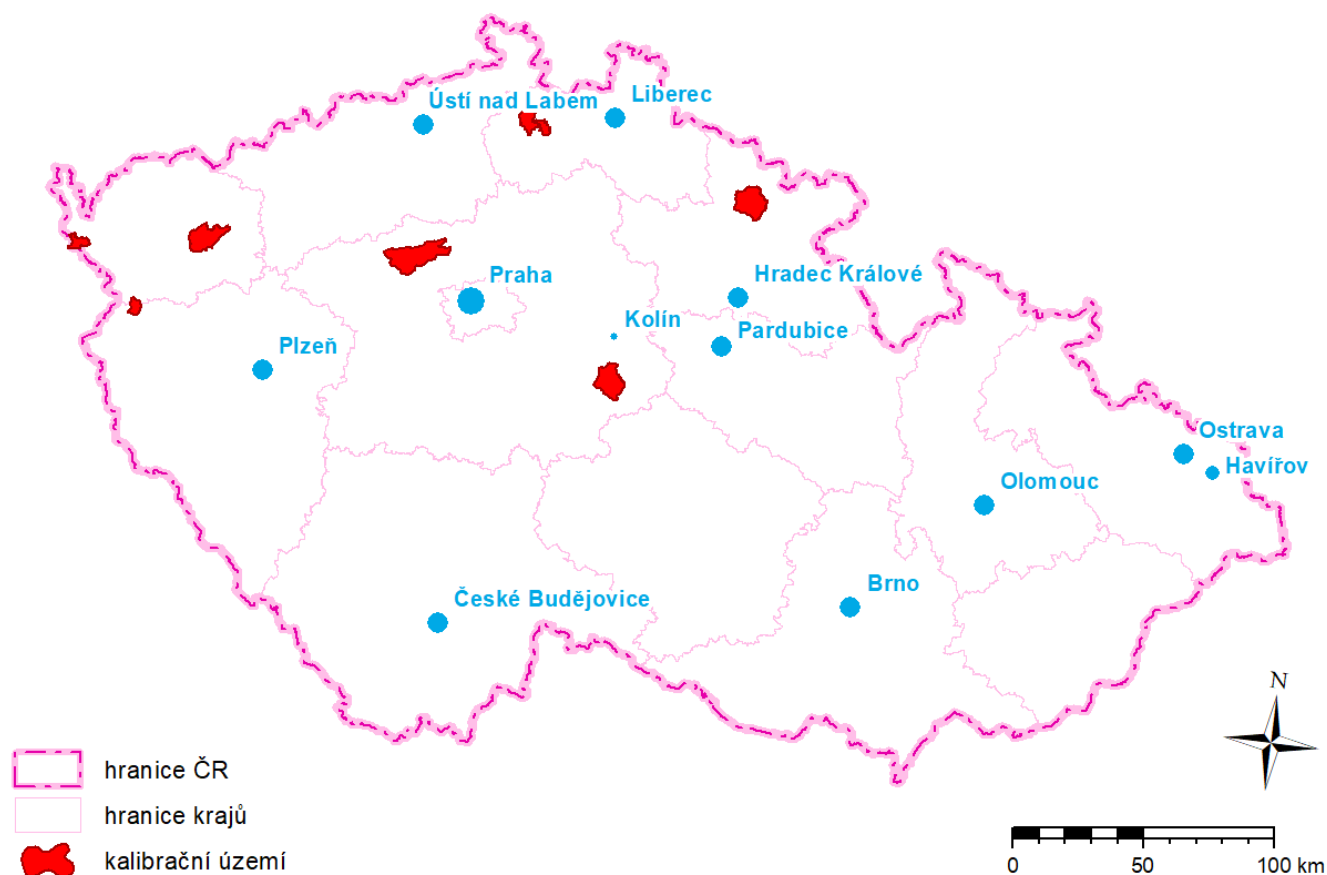 Ústí nad Labem
Liberec
Hradec Králové
Praha
Kolín
Pardubice
Plzeň
Ostrava
Havířov
Olomouc
České Budějovice
Brno
N
hranice ČR
hranice krajů
kalibrační území
0 50 100 km